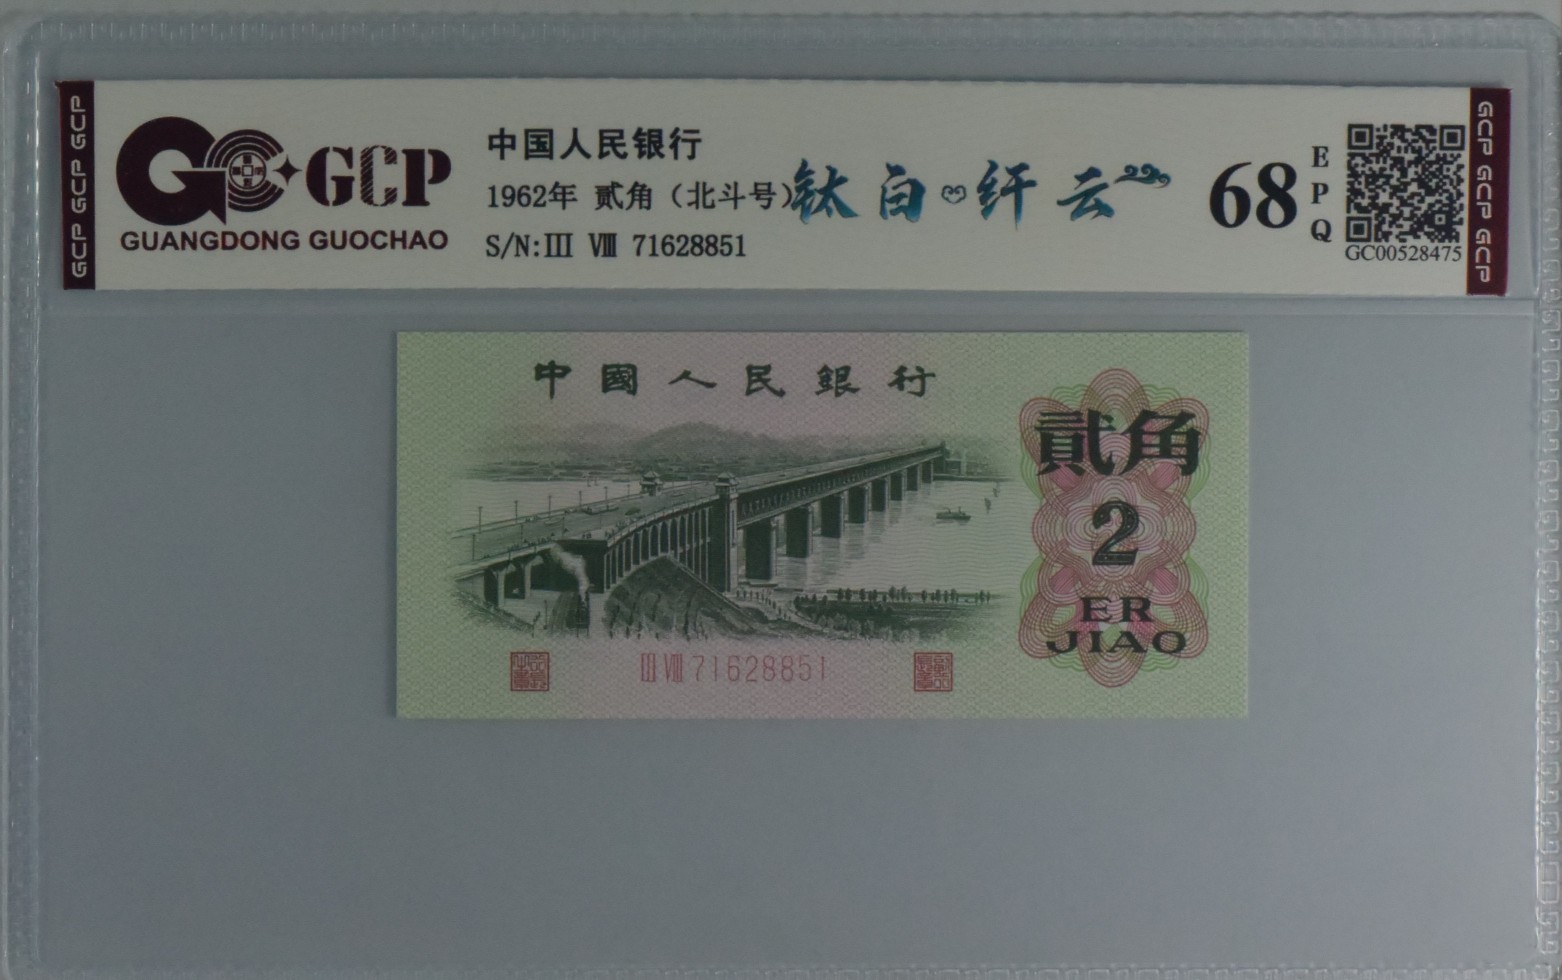 GCP GCP GCP
GCP
GUANGDONG GUOCHAO
中国人民银行
1962年 贰角（北斗号）
S/N:III VIII 71628851
钛白纤云
68
EPQ
GC00528475
GCP GCP GCP
中國人民銀行
貳角
2
ER
JIAO
III VIII 71628851